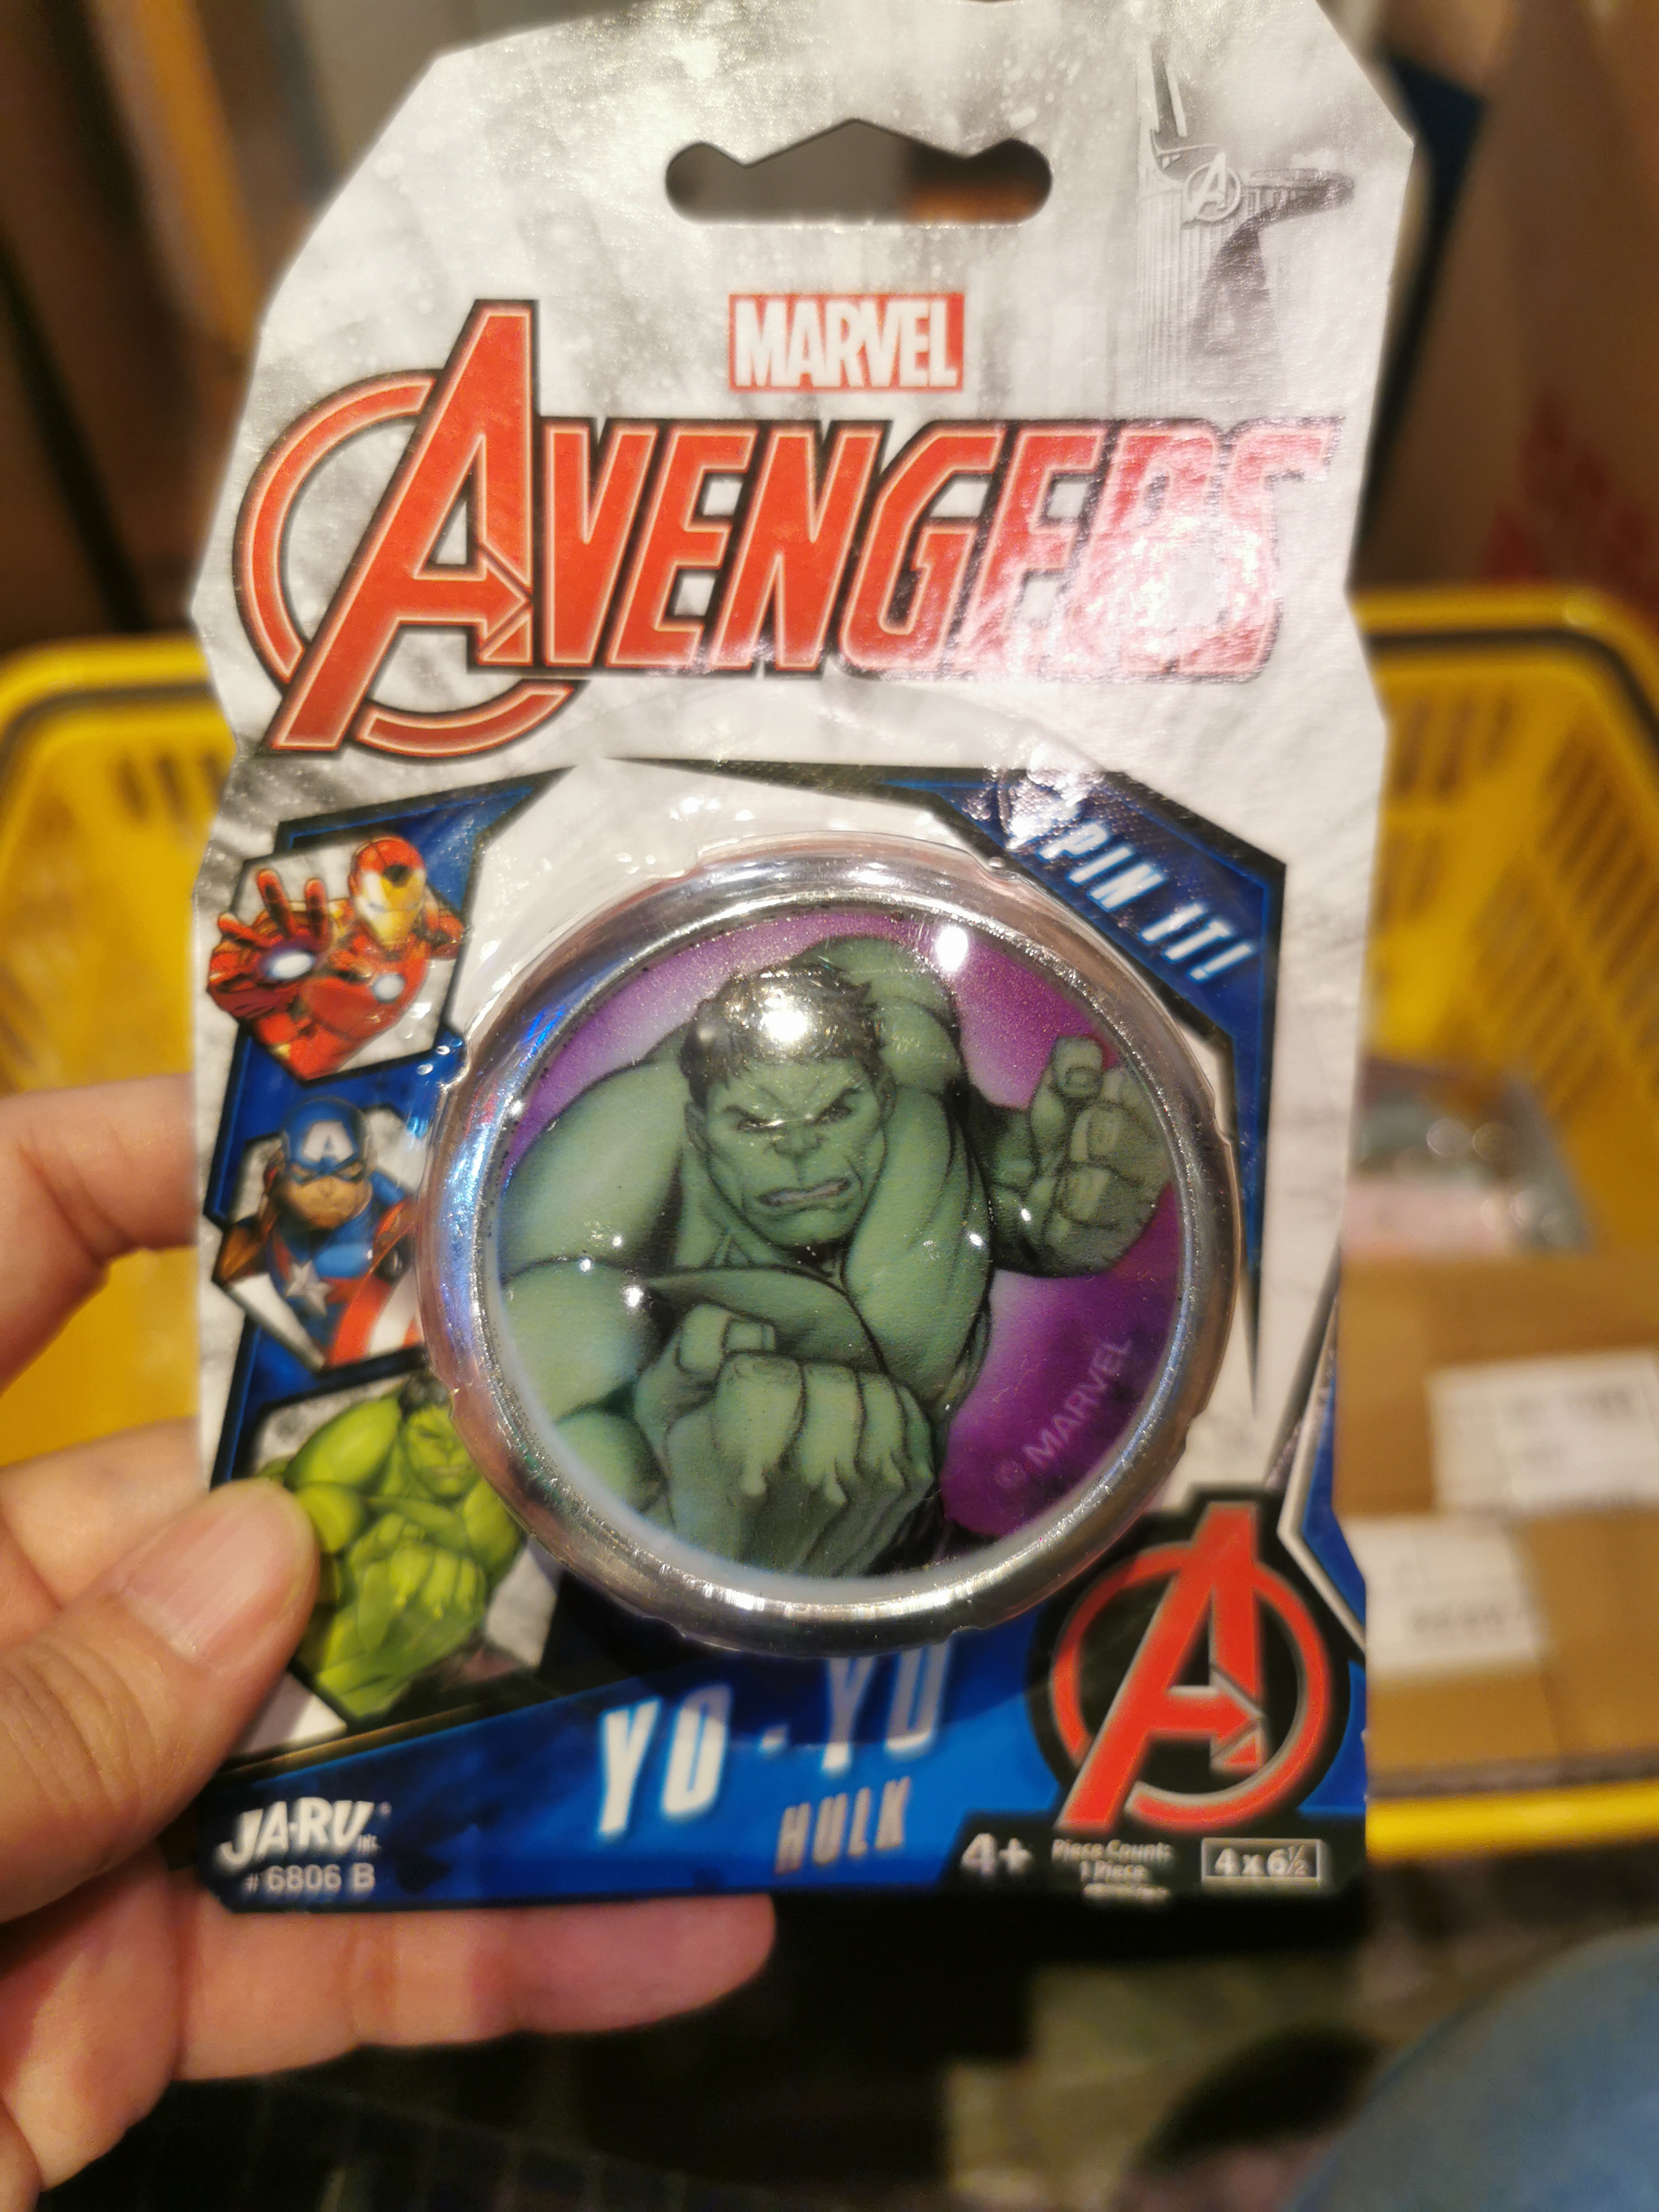 MARVEL
AVENGERS
SPIN IT!
© MARVEL
YO-YO
HULK
JA-RU INC.
# 6806 B
4+
Piece Count:
1 Piece
4 x 6½